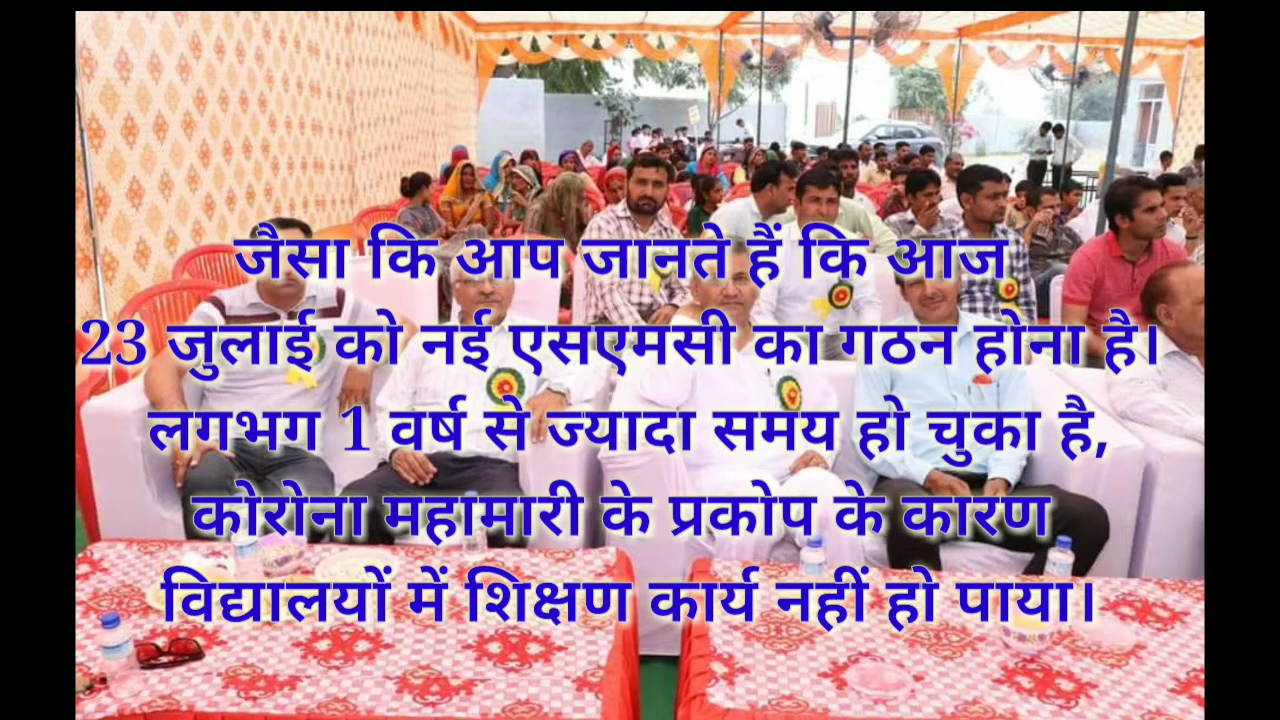 जैसा कि आप जानते हैं कि आज
23 जुलाई को नई एसएमसी का गठन होना है।
लगभग 1 वर्ष से ज्यादा समय हो चुका है,
कोरोना महामारी के प्रकोप के कारण
विद्यालयों में शिक्षण कार्य नहीं हो पाया।